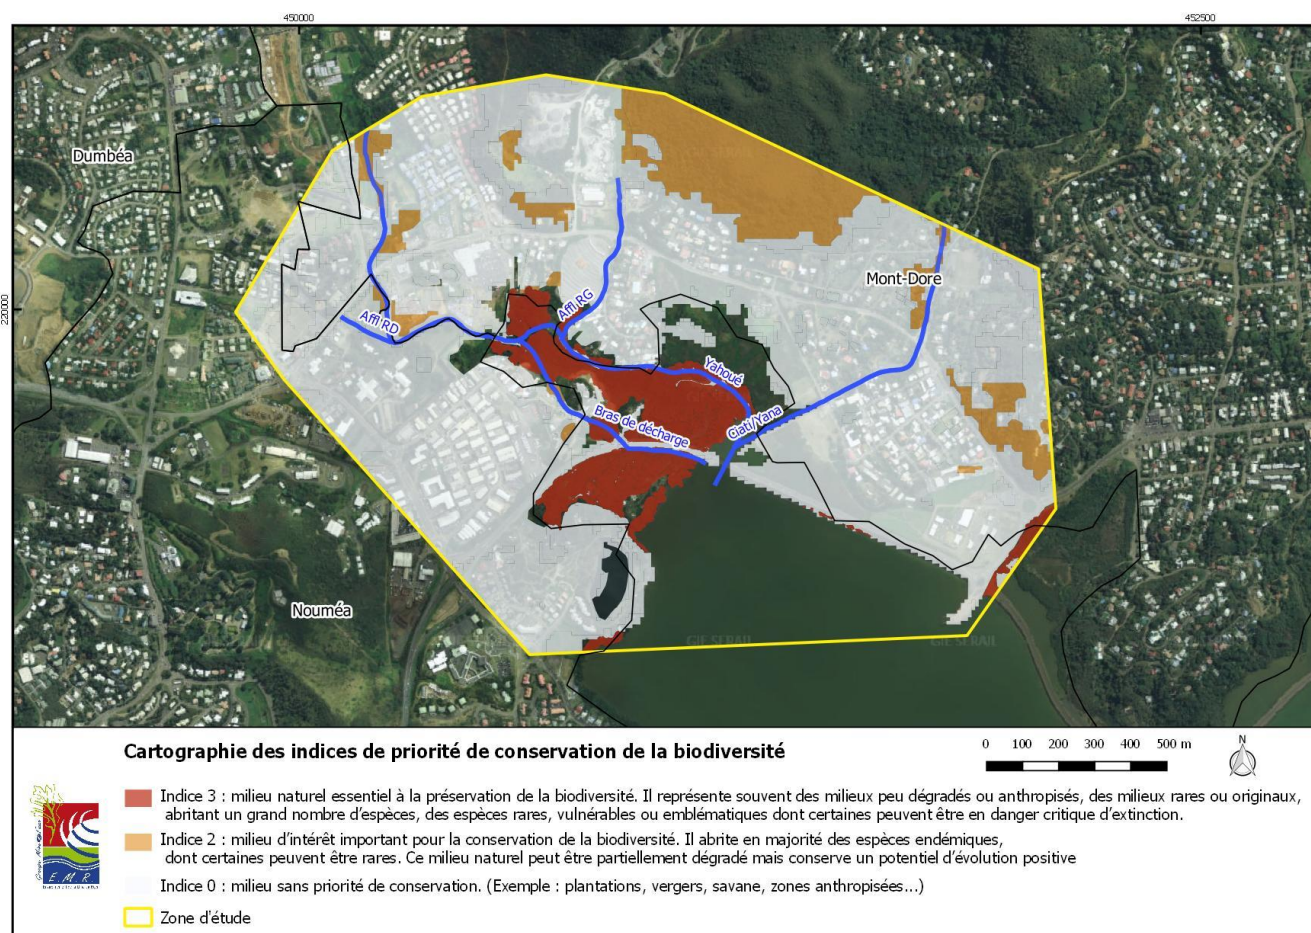 450000
452500
220000
Dumbéa
Mont-Dore
Affl RG
Affl RD
Yahoué
Ciati/Yana
Bras de décharge
Nouméa
GIE SERAIL
Cartographie des indices de priorité de conservation de la biodiversité
0 100 200 300 400 500 m
N
Indice 3 : milieu naturel essentiel à la préservation de la biodiversité. Il représente souvent des milieux peu dégradés ou anthropisés, des milieux rares ou originaux,
abritant un grand nombre d'espèces, des espèces rares, vulnérables ou emblématiques dont certaines peuvent être en danger critique d'extinction.
Indice 2 : milieu d'intérêt important pour la conservation de la biodiversité. Il abrite en majorité des espèces endémiques,
dont certaines peuvent être rares. Ce milieu naturel peut être partiellement dégradé mais conserve un potentiel d'évolution positive
E. M. R
Indice 0 : milieu sans priorité de conservation. (Exemple : plantations, vergers, savane, zones anthropisées...)
Zone d'étude